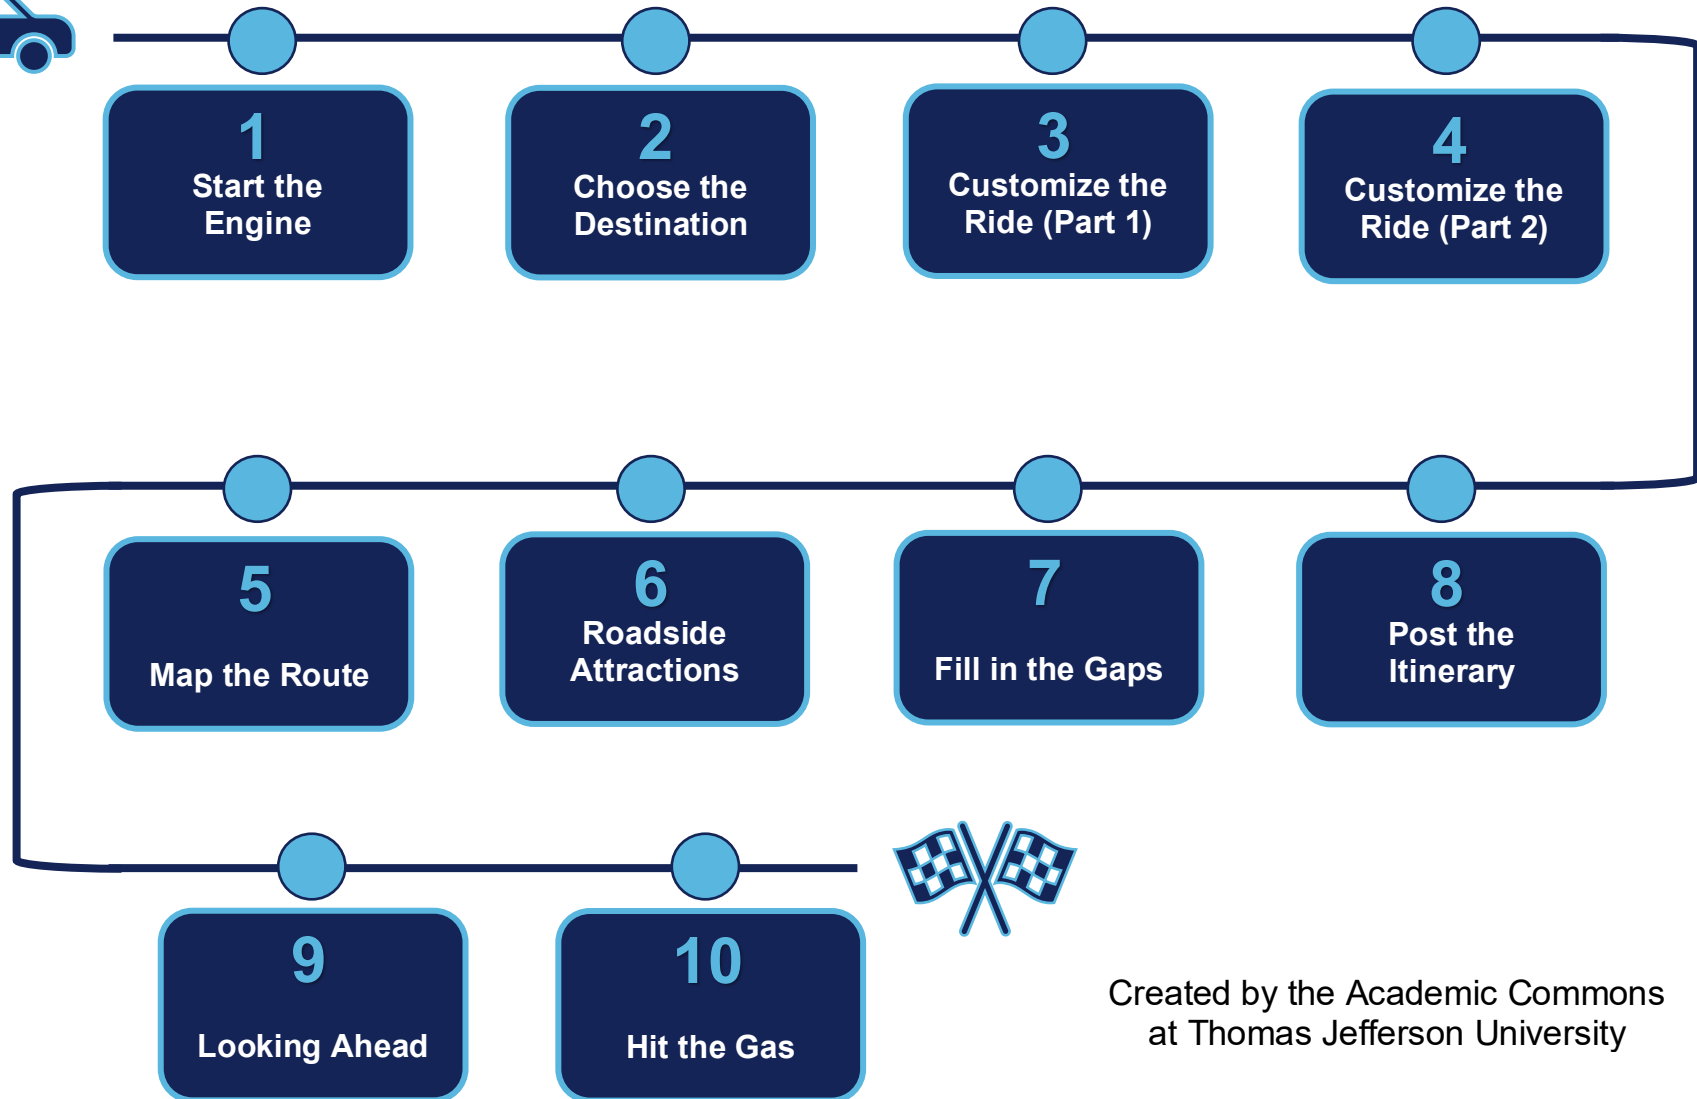 1
Start the
Engine
2
Choose the
Destination
3
Customize the
Ride (Part 1)
4
Customize the
Ride (Part 2)
5
Map the Route
6
Roadside
Attractions
7
Fill in the Gaps
8
Post the
Itinerary
9
Looking Ahead
10
Hit the Gas
Created by the Academic Commons
at Thomas Jefferson University